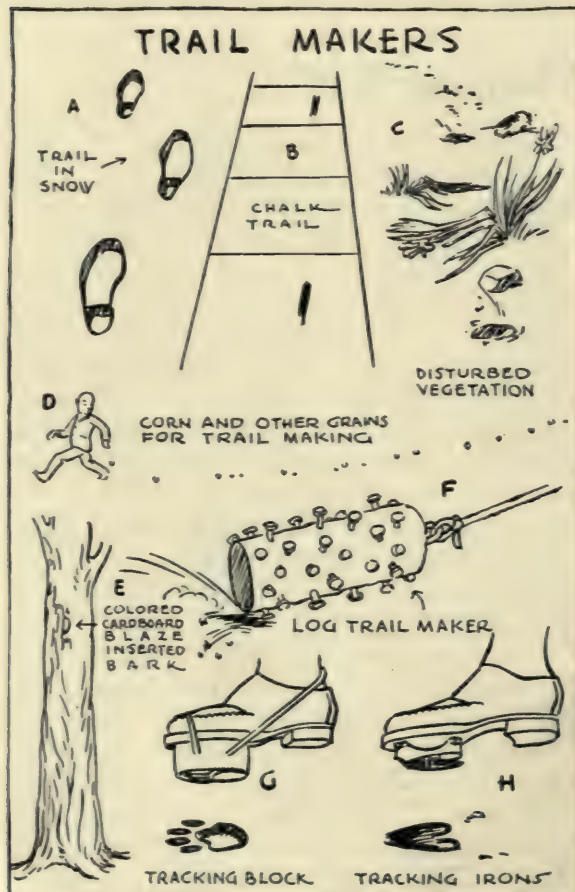 TRAIL MAKERS
A
TRAIL
IN
SNOW
B
CHALK
TRAIL
C
DISTURBED
VEGETATION
D
CORN AND OTHER GRAINS
FOR TRAIL MAKING
E
COLORED
CARDBOARD
BLAZE
INSERTED
BARK
F
LOG TRAIL MAKER
G
TRACKING BLOCK
H
TRACKING IRONS